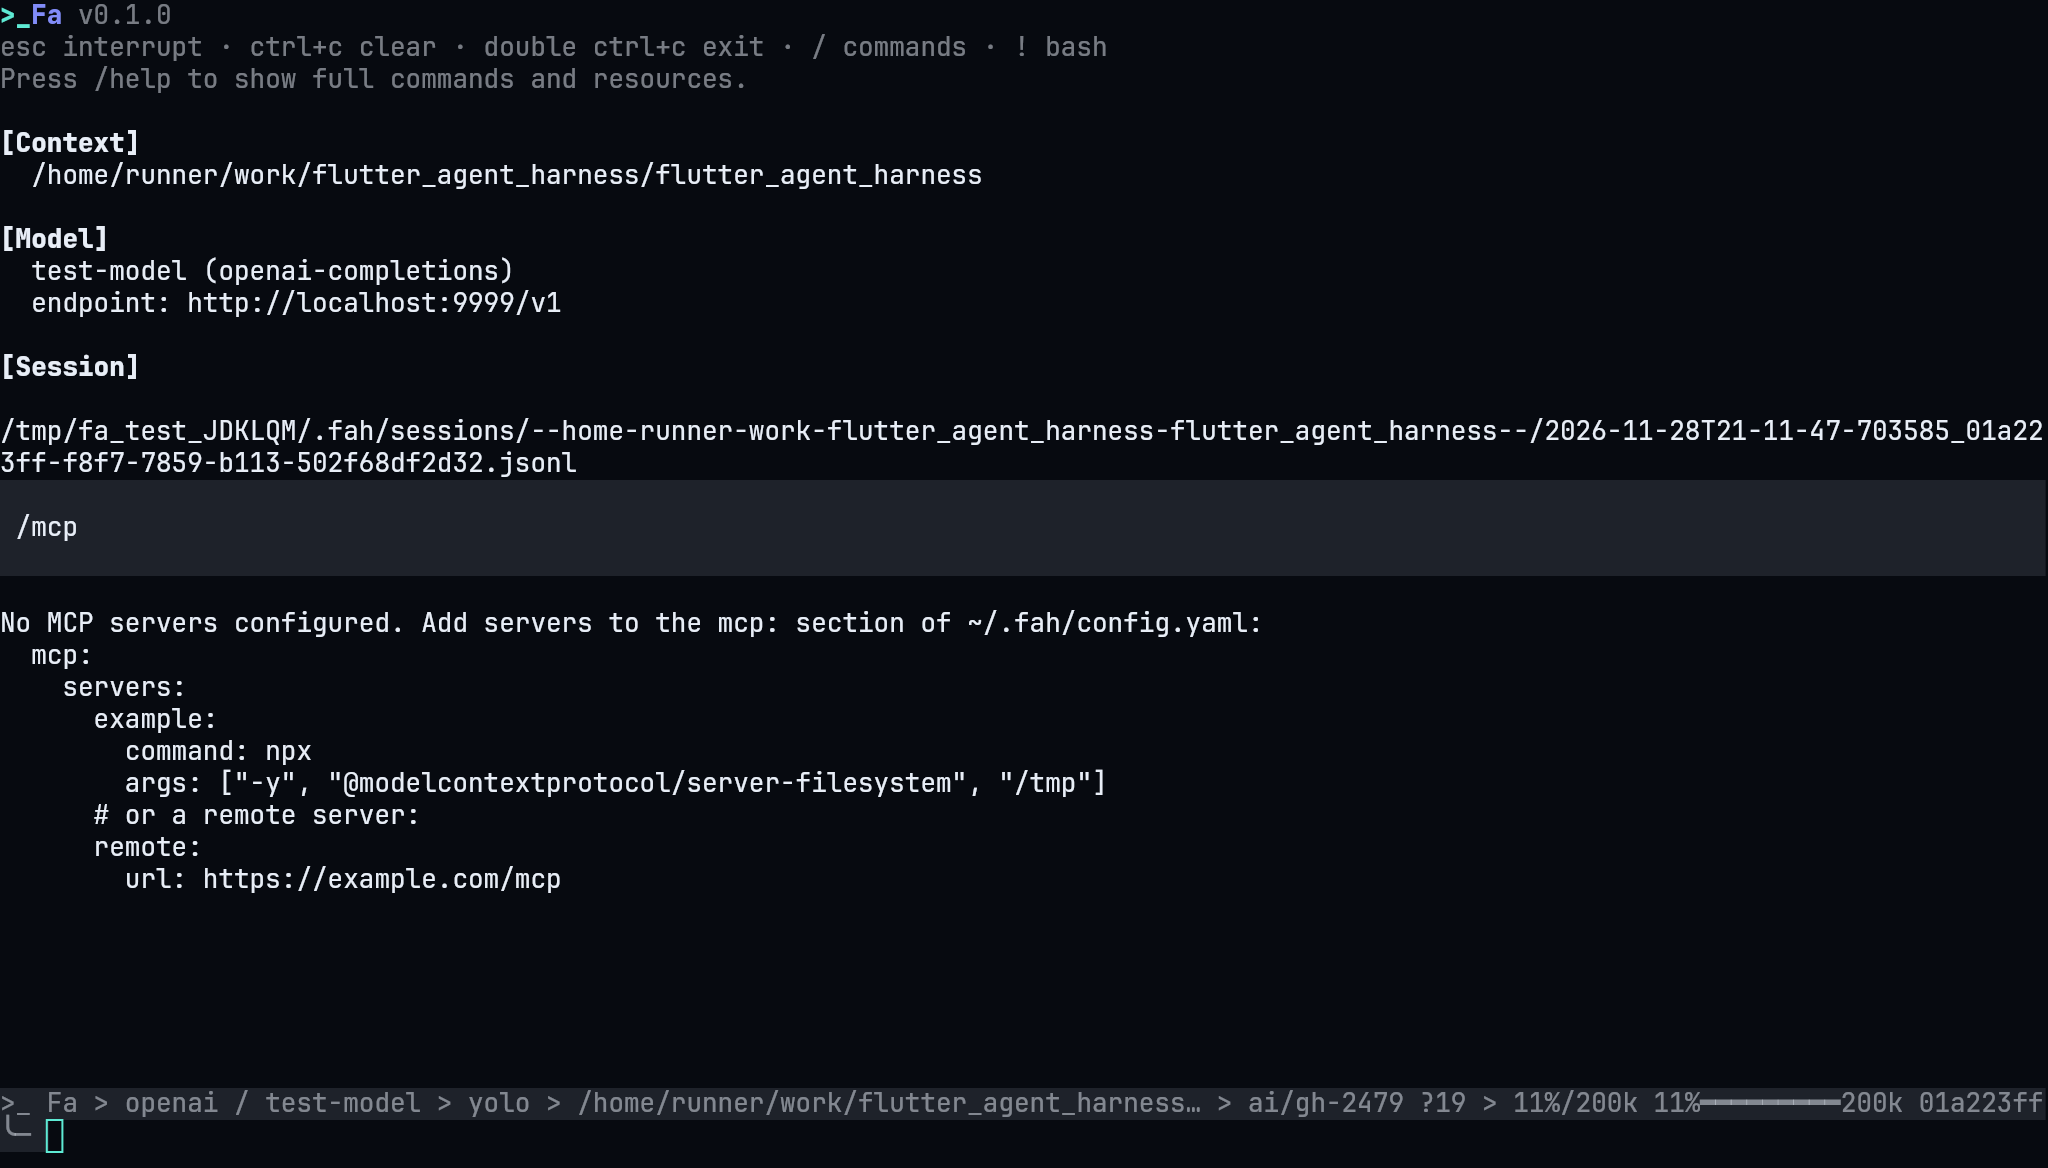 >_Fa v0.1.0
esc interrupt · ctrl+c clear · double ctrl+c exit · / commands · ! bash
Press /help to show full commands and resources.
[Context]
  /home/runner/work/flutter_agent_harness/flutter_agent_harness
[Model]
  test-model (openai-completions)
  endpoint: http://localhost:9999/v1
[Session]
/tmp/fa_test_JDKLQM/.fah/sessions/--home-runner-work-flutter_agent_harness-flutter_agent_harness--/2026-11-28T21-11-47-703585_01a22
3ff-f8f7-7859-b113-502f68df2d32.jsonl
/mcp
No MCP servers configured. Add servers to the mcp: section of ~/.fah/config.yaml:
  mcp:
    servers:
      example:
        command: npx
        args: ["-y", "@modelcontextprotocol/server-filesystem", "/tmp"]
      # or a remote server:
      remote:
        url: https://example.com/mcp
>_ Fa > openai / test-model > yolo > /home/runner/work/flutter_agent_harness… > ai/gh-2479 ?19 > 11%/200k 11%━━━━━━━━━200k 01a223ff